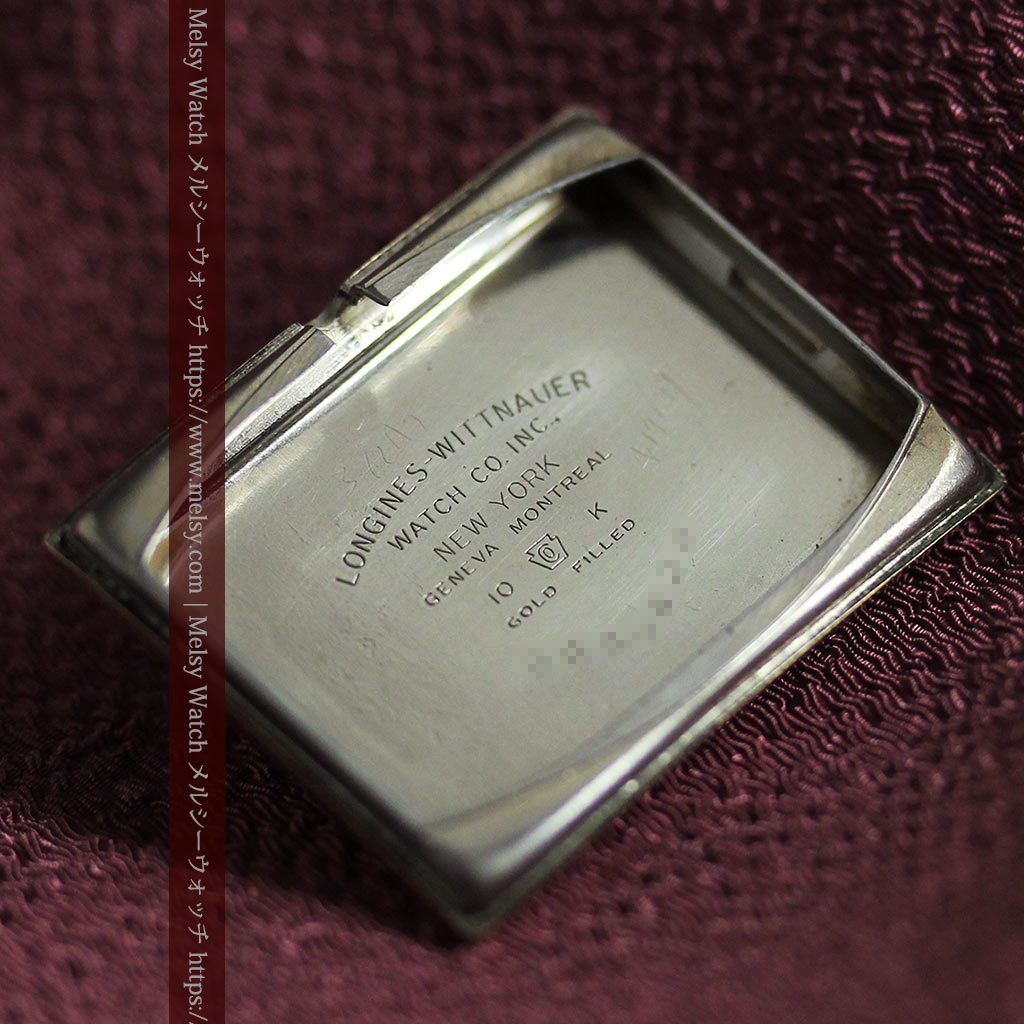 Melsy Watch メルシーウォッチ https://www.melsy.com | Melsy Watch メルシーウォッチ https:/
LONGINES-WITTNAUER
WATCH CO. INC.,
NEW YORK
GENEVA MONTREAL
10 K
GOLD FILLED